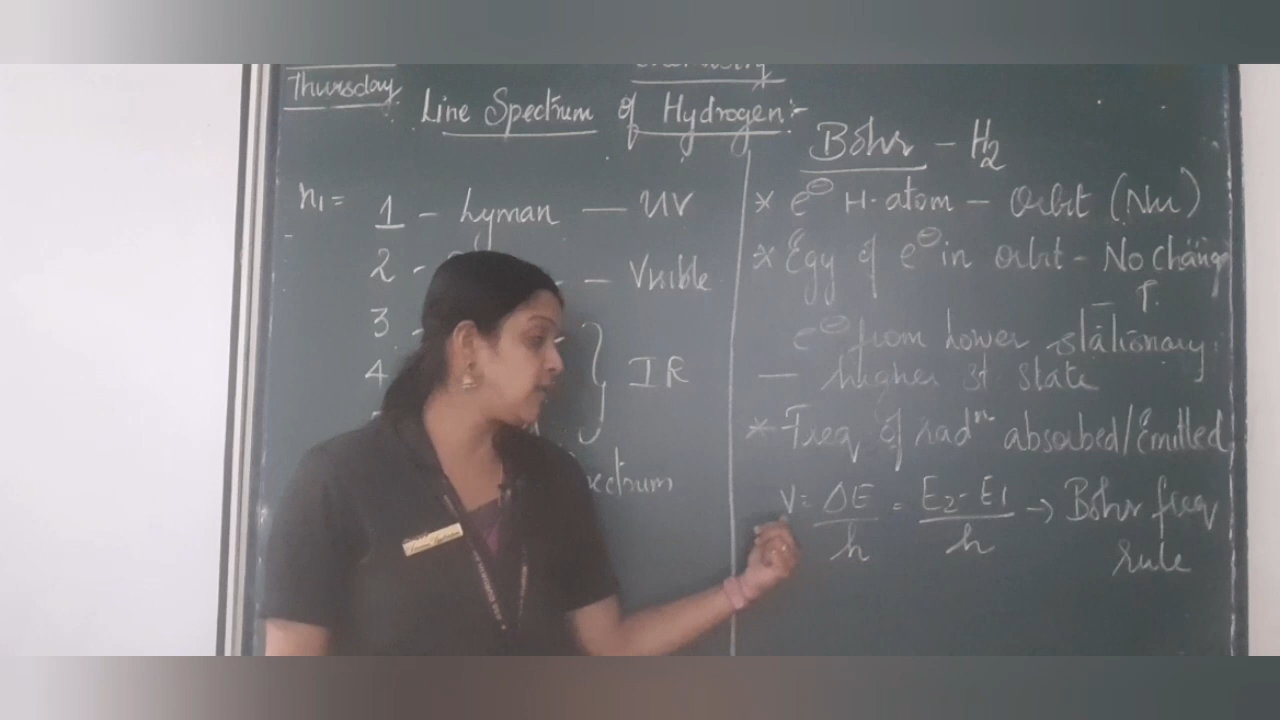 Thursday
Line Spectrum of Hydrogen:-
n₁ = 1 - Lyman — UV
2 - — Visible
3 -
4 - } IR
Bohr - H₂
* e⊖ H-atom - Orbit (Nu)
* Egy of e⊖ in orbit - No change
e⊖ from lower stationary
— higher st state
* Freq of radⁿ absorbed/Emitted
ν = ΔE/h = E₂-E₁/h → Bohr freq
rule